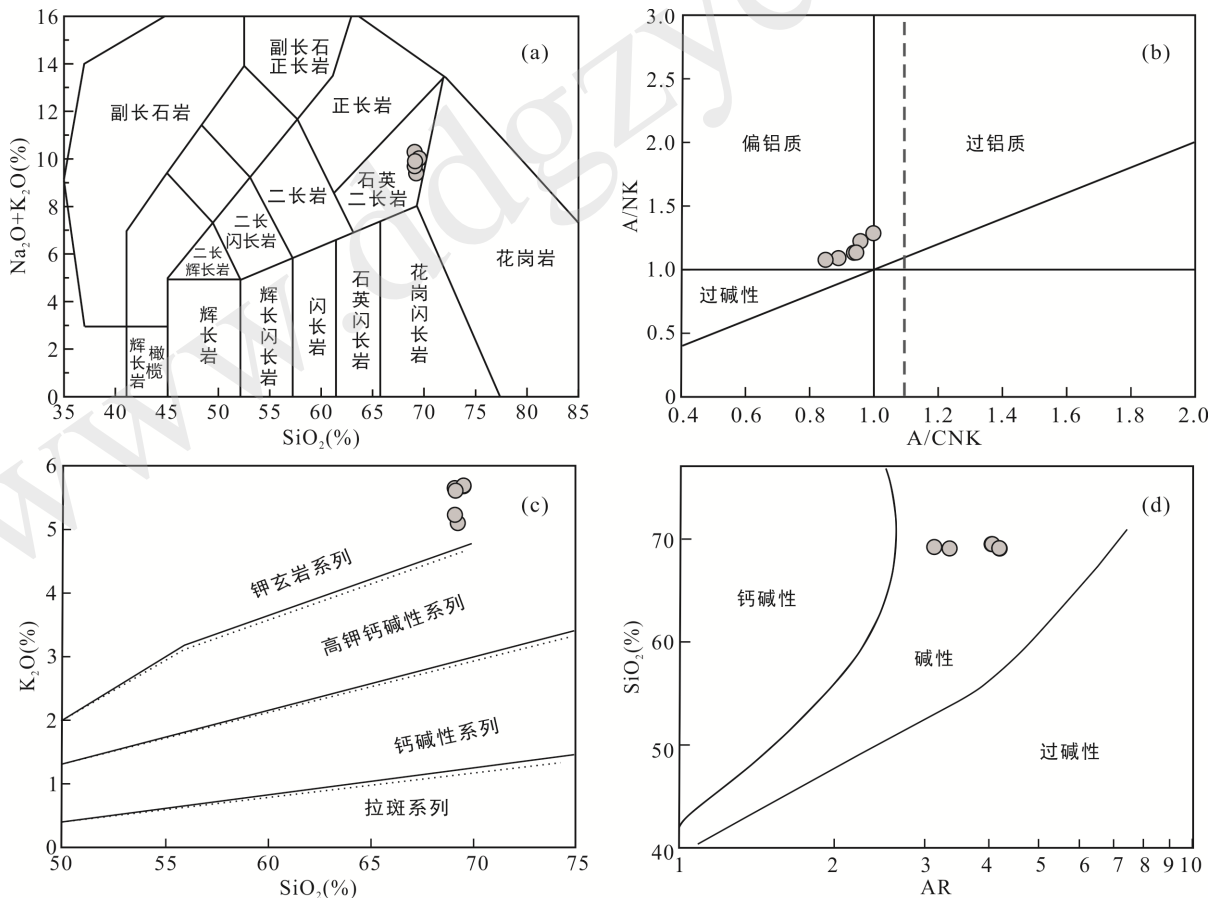 (a)
副长石
正长岩
副长石岩
正长岩
石英
二长岩
二长岩
二长
闪长岩
二长
辉长岩
花岗岩
橄榄
辉长岩
辉长岩
辉长闪长岩
闪长岩
石英闪长岩
花岗闪长岩
16
14
12
10
8
6
4
2
0
Na₂O+K₂O(%)
35 40 45 50 55 60 65 70 75 80 85
SiO₂(%)
(b)
偏铝质
过铝质
过碱性
3.0
2.5
2.0
1.5
1.0
0.5
0
A/NK
0.4 0.6 0.8 1.0 1.2 1.4 1.6 1.8 2.0
A/CNK
(c)
钾玄岩系列
高钾钙碱性系列
钙碱性系列
拉斑系列
6
5
4
3
2
1
0
K₂O(%)
50 55 60 65 70 75
SiO₂(%)
(d)
钙碱性
碱性
过碱性
70
60
50
40
SiO₂(%)
1 2 3 4 5 6 7 8 9 10
AR
www.ddgzyc